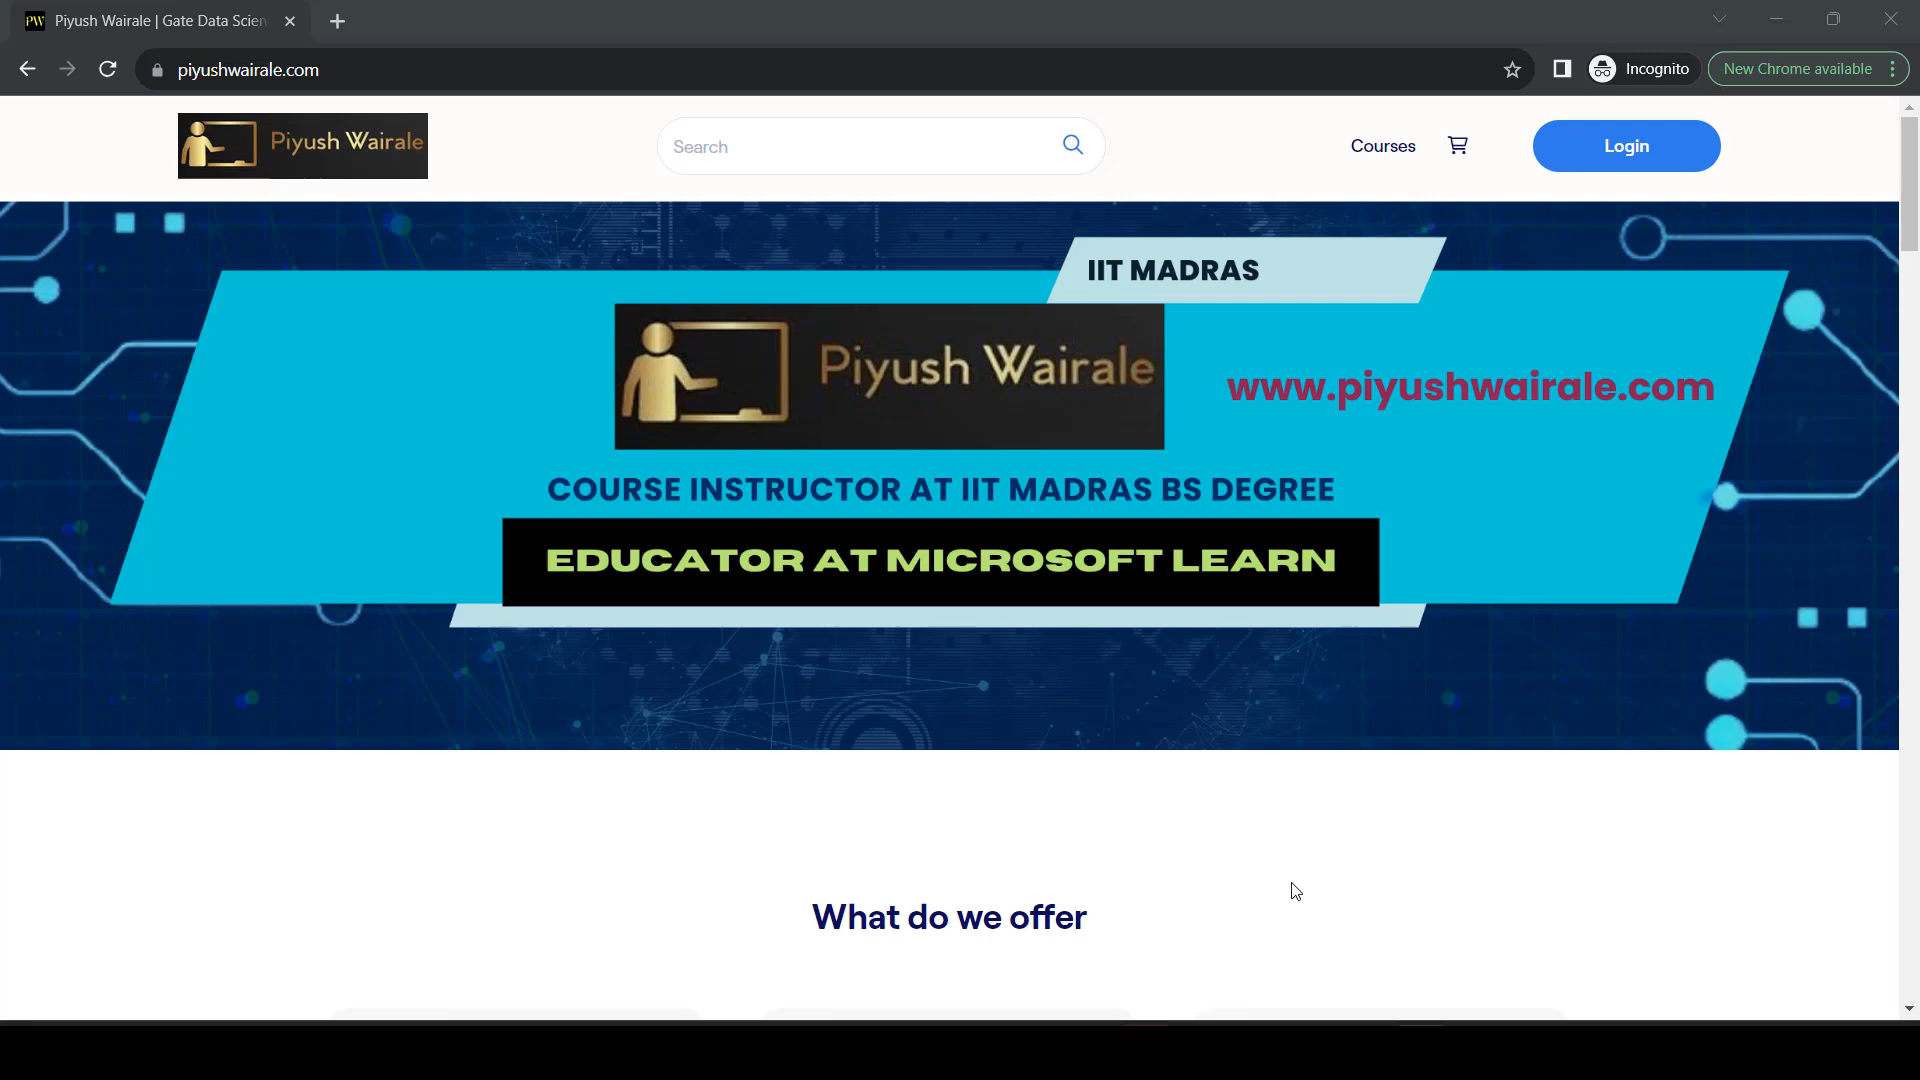 PW Piyush Wairale | Gate Data Scien
piyushwairale.com
Incognito
New Chrome available
Piyush Wairale
Search
Courses
Login
IIT MADRAS
Piyush Wairale
www.piyushwairale.com
COURSE INSTRUCTOR AT IIT MADRAS BS DEGREE
EDUCATOR AT MICROSOFT LEARN
What do we offer